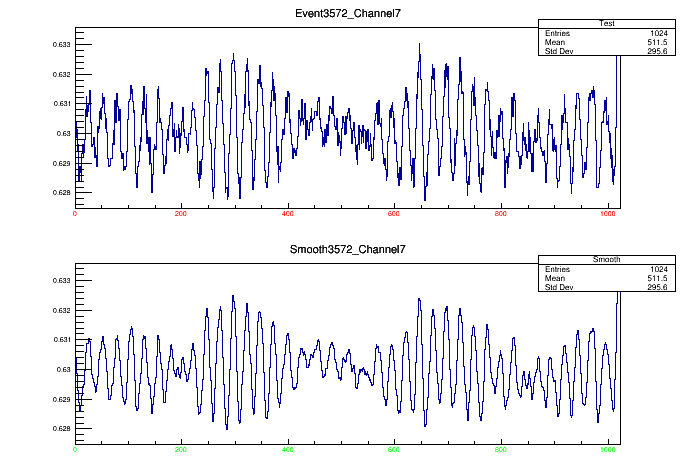 Event3572_Channel7
Test
Entries 1024
Mean 511.5
Std Dev 295.6
0.633
0.632
0.631
0.63
0.629
0.628
0 200 400 600 800 1000
Smooth3572_Channel7
Smooth
Entries 1024
Mean 511.5
Std Dev 295.6
0.633
0.632
0.631
0.63
0.629
0.628
0 200 400 600 800 1000